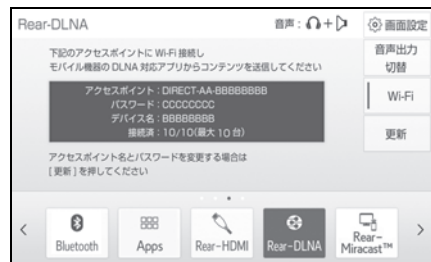 Rear-DLNA
音声:
+
画面設定
下記のアクセスポイントに Wi-Fi 接続し
モバイル機器の DLNA 対応アプリからコンテンツを送信してください
音声出力
切替
アクセスポイント : DIRECT-AA-BBBBBBBB
パスワード : CCCCCCCC
デバイス名 : BBBBBBBB
接続済 : 10/10(最大 10 台)
Wi-Fi
更新
アクセスポイント名とパスワードを変更する場合は
[更新] を押してください
Bluetooth
Apps
Rear-HDMI
Rear-DLNA
Rear-
Miracast™